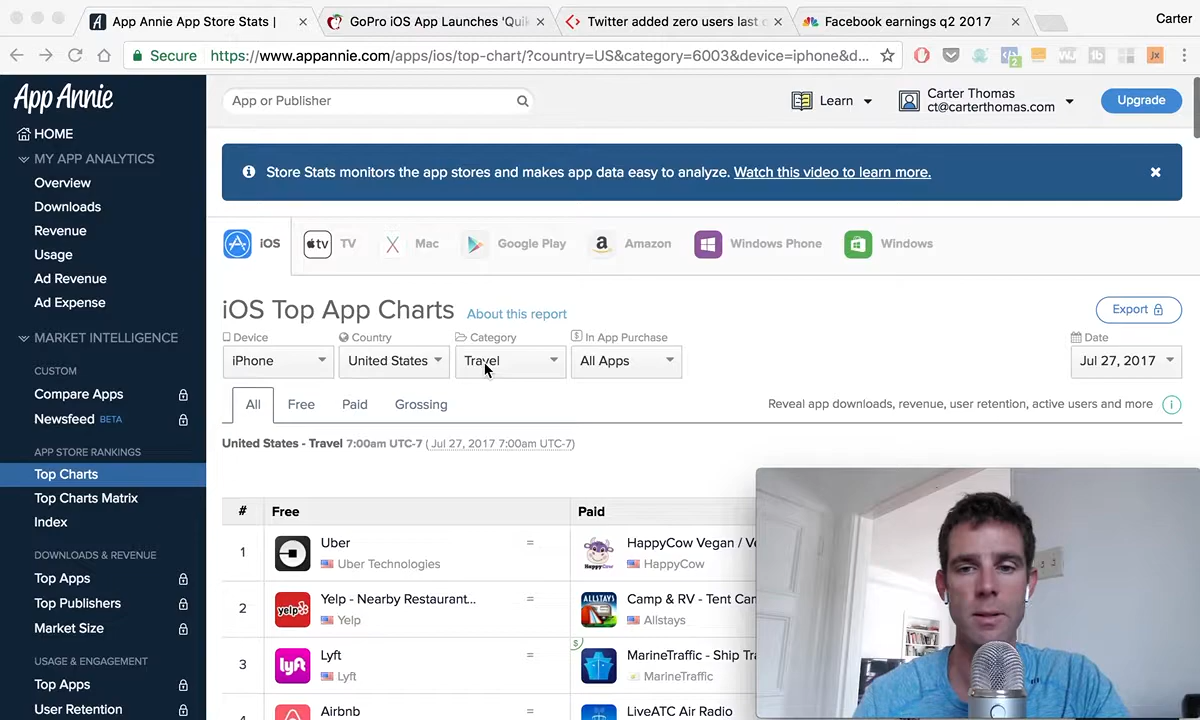 App Annie App Store Stats |
GoPro iOS App Launches 'Quik
Twitter added zero users last q
Facebook earnings q2 2017
Carter
Secure
https://www.appannie.com/apps/ios/top-chart/?country=US&category=6003&device=iphone&d...
App Annie
App or Publisher
Learn
Carter Thomas
ct@carterthomas.com
Upgrade
HOME
MY APP ANALYTICS
Overview
Downloads
Revenue
Usage
Ad Revenue
Ad Expense
MARKET INTELLIGENCE
CUSTOM
Compare Apps
Newsfeed BETA
APP STORE RANKINGS
Top Charts
Top Charts Matrix
Index
DOWNLOADS & REVENUE
Top Apps
Top Publishers
Market Size
USAGE & ENGAGEMENT
Top Apps
User Retention
Store Stats monitors the app stores and makes app data easy to analyze. Watch this video to learn more.
iOS
tv
TV
Mac
Google Play
a
Amazon
Windows Phone
Windows
iOS Top App Charts
About this report
Export
Device
Country
Category
In App Purchase
Date
iPhone
United States
Travel
All Apps
Jul 27, 2017
All
Free
Paid
Grossing
Reveal app downloads, revenue, user retention, active users and more
United States - Travel 7:00am UTC-7 ( Jul 27, 2017 7:00am UTC-7)
#
Free
Paid
1
Uber
=
Uber Technologies
HappyCow
HappyCow Vegan / Ve
HappyCow
2
yelp
Yelp - Nearby Restaurant...
=
Yelp
ALLSTAYS
Camp & RV - Tent Cam
Allstays
3
lyft
Lyft
=
Lyft
$
MarineTraffic - Ship Tra
MarineTraffic
Airbnb
LiveATC Air Radio